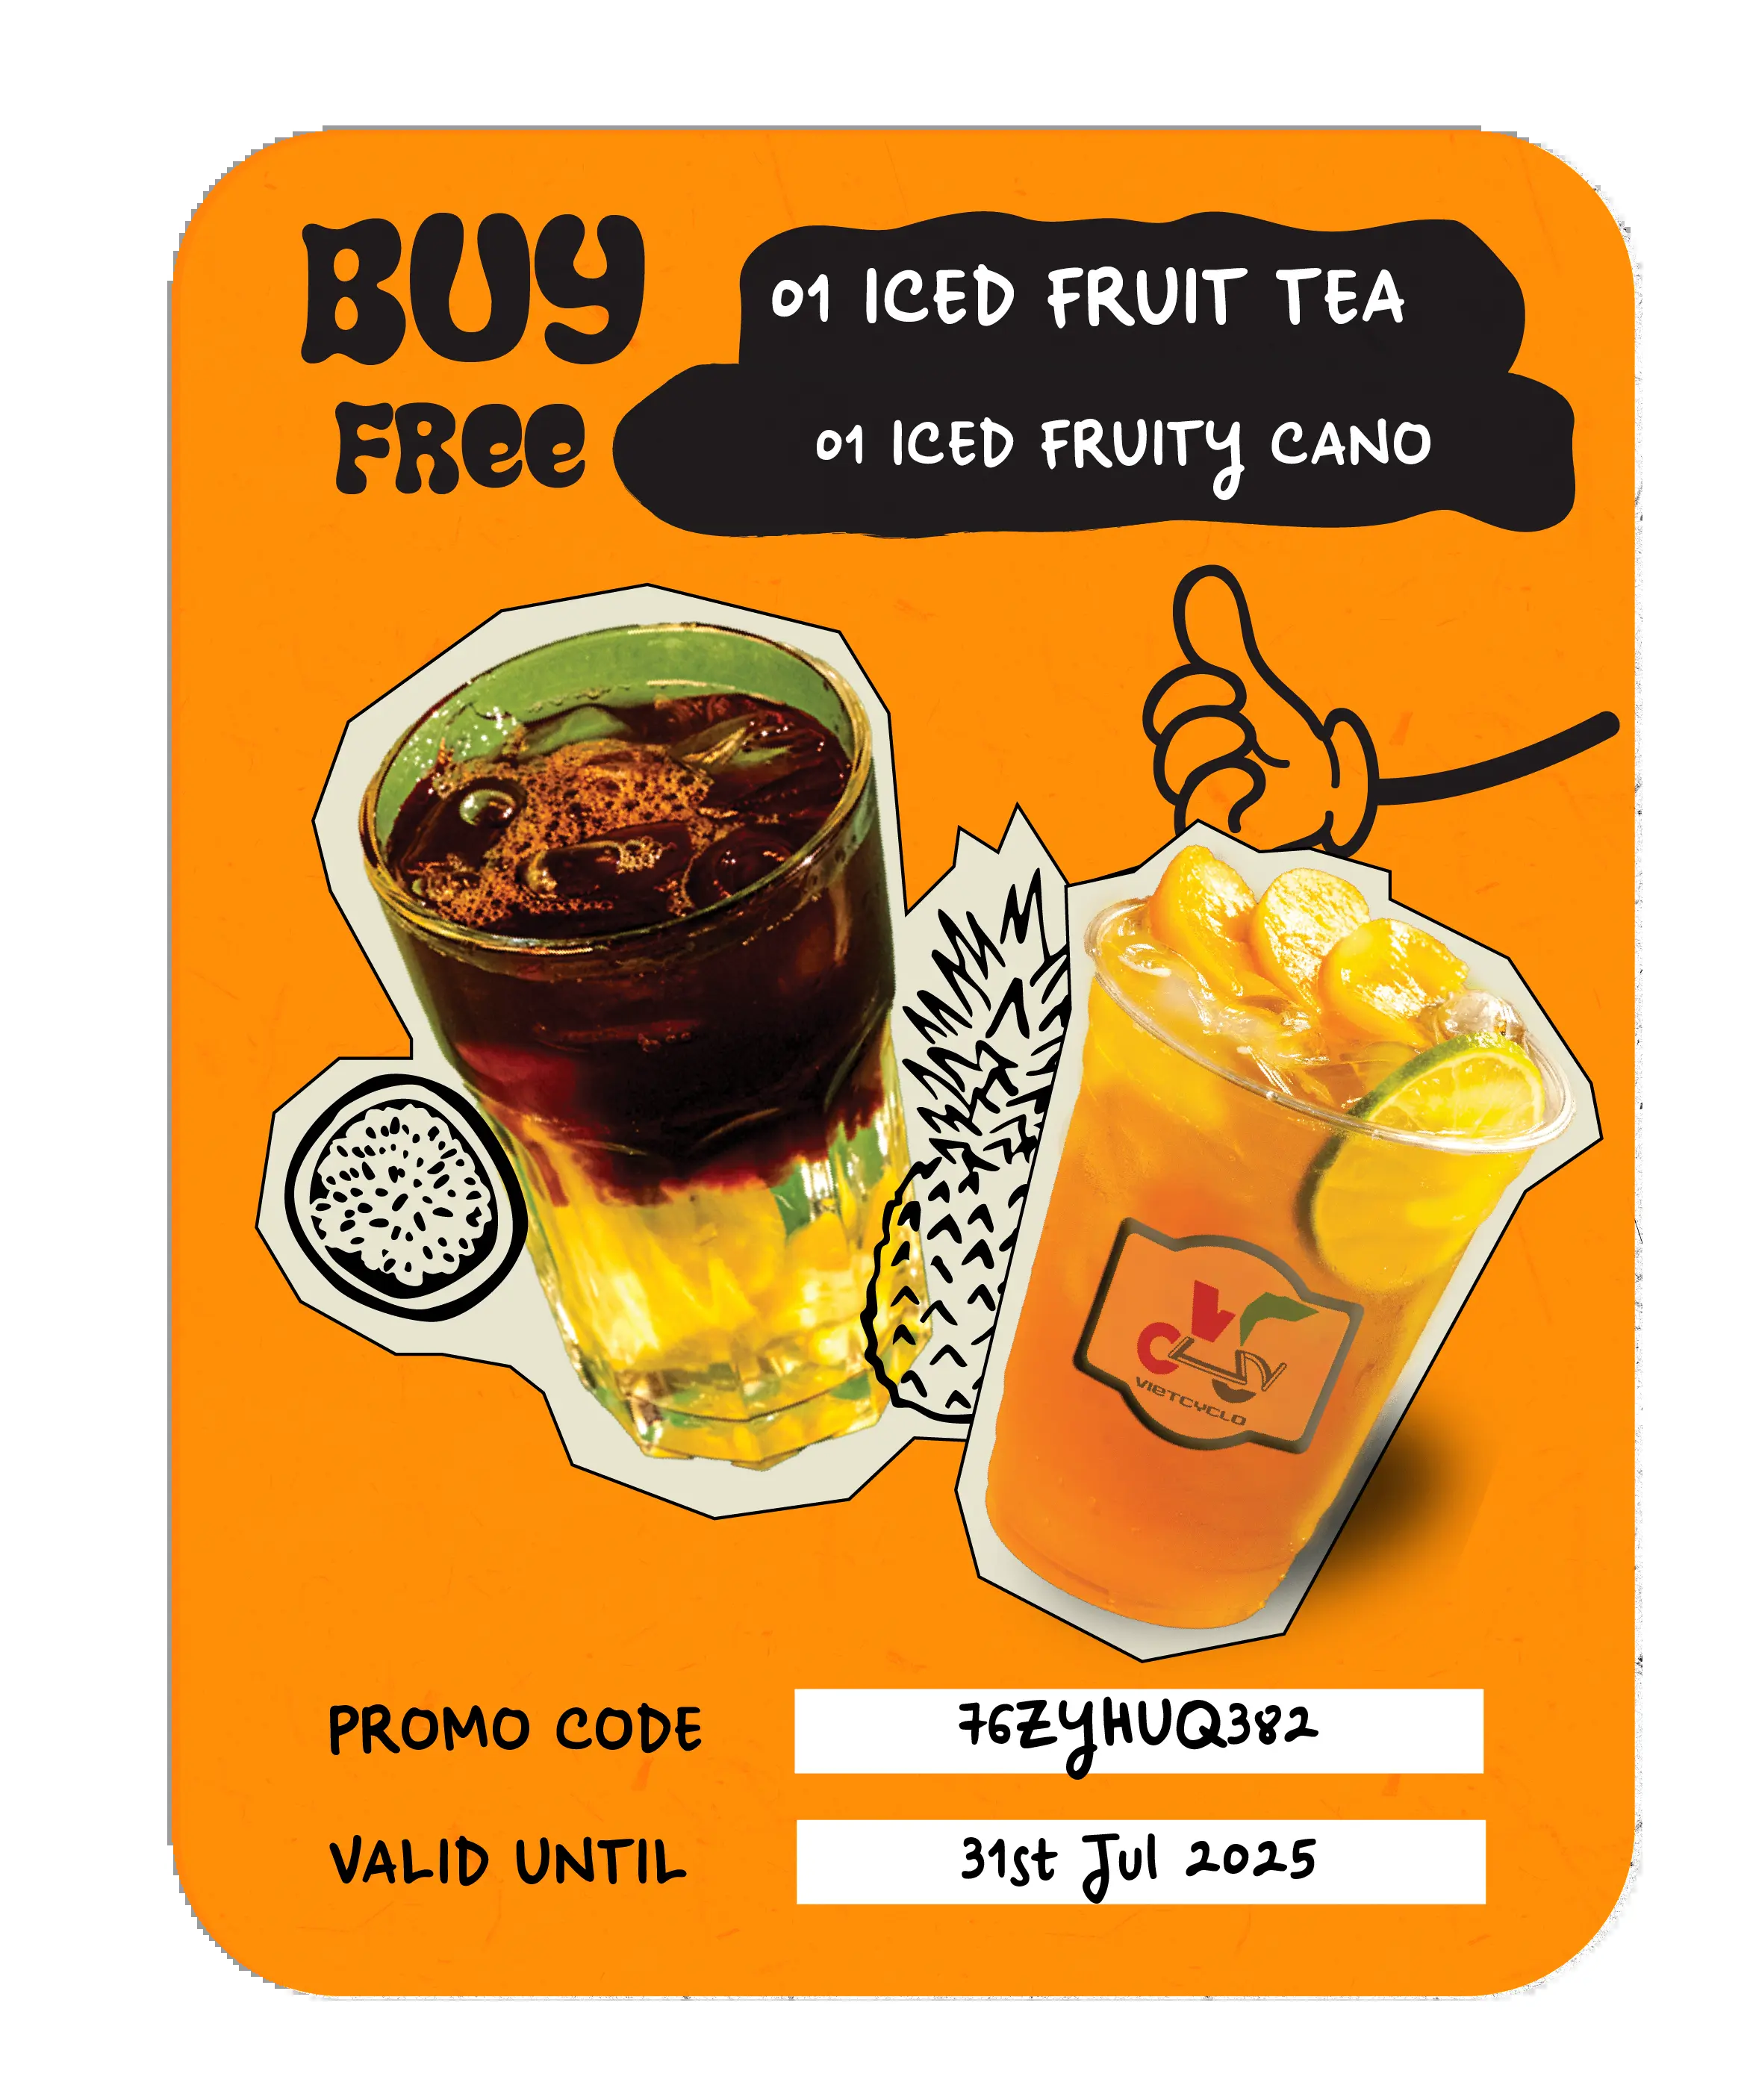 BUY
01 ICED FRUIT TEA
FREE
01 ICED FRUITY CANO
VIETCYCLO
PROMO CODE
76ZYHUQ382
VALID UNTIL
31st Jul 2025